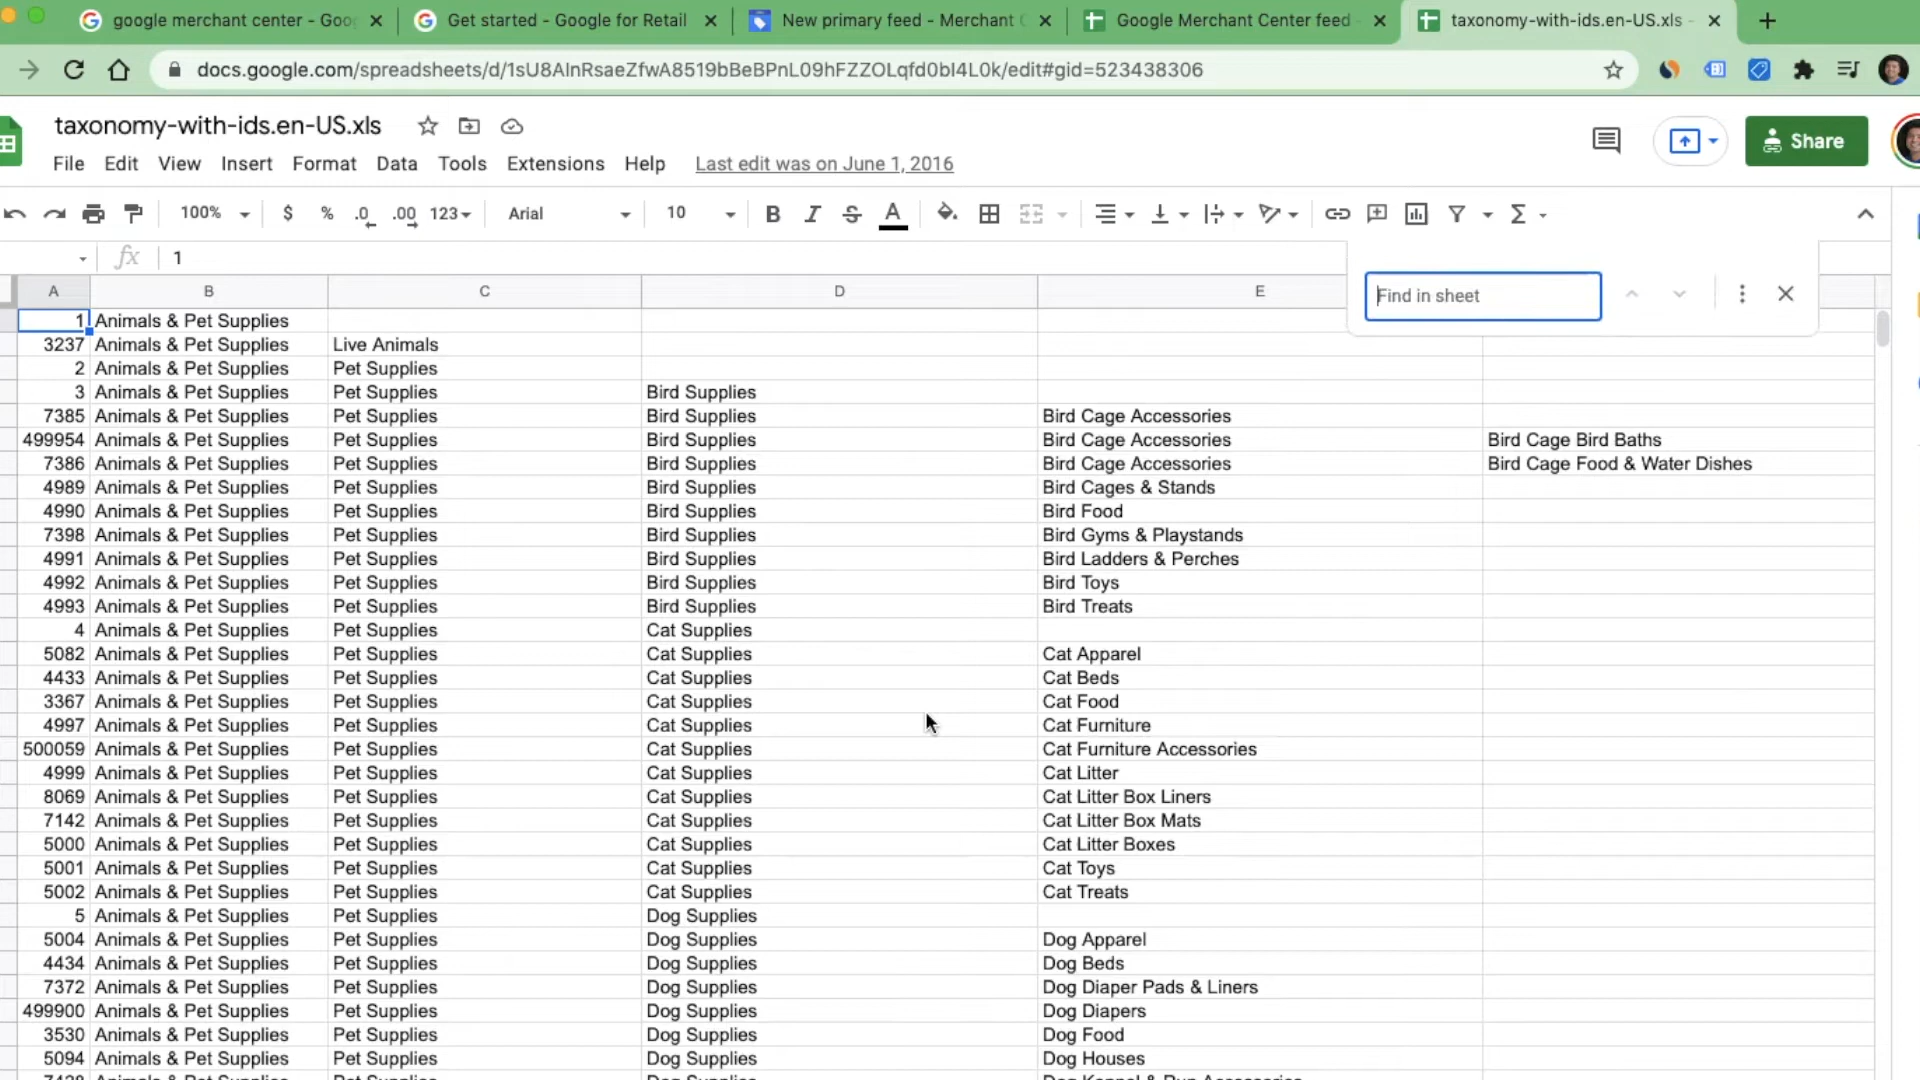 google merchant center - Goo
Get started - Google for Retail
New primary feed - Merchant C
Google Merchant Center feed -
taxonomy-with-ids.en-US.xls -
docs.google.com/spreadsheets/d/1sU8AlnRsaeZfwA8519bBeBPnL09hFZZOLqfd0bI4L0k/edit#gid=523438306
taxonomy-with-ids.en-US.xls
Share
File Edit View Insert Format Data Tools Extensions Help Last edit was on June 1, 2016
100% $ % .0 .00 123 Arial 10 B I S A
fx 1
Find in sheet
A B C D E
1 Animals & Pet Supplies
3237 Animals & Pet Supplies Live Animals
2 Animals & Pet Supplies Pet Supplies
3 Animals & Pet Supplies Pet Supplies Bird Supplies
7385 Animals & Pet Supplies Pet Supplies Bird Supplies Bird Cage Accessories
499954 Animals & Pet Supplies Pet Supplies Bird Supplies Bird Cage Accessories Bird Cage Bird Baths
7386 Animals & Pet Supplies Pet Supplies Bird Supplies Bird Cage Accessories Bird Cage Food & Water Dishes
4989 Animals & Pet Supplies Pet Supplies Bird Supplies Bird Cages & Stands
4990 Animals & Pet Supplies Pet Supplies Bird Supplies Bird Food
7398 Animals & Pet Supplies Pet Supplies Bird Supplies Bird Gyms & Playstands
4991 Animals & Pet Supplies Pet Supplies Bird Supplies Bird Ladders & Perches
4992 Animals & Pet Supplies Pet Supplies Bird Supplies Bird Toys
4993 Animals & Pet Supplies Pet Supplies Bird Supplies Bird Treats
4 Animals & Pet Supplies Pet Supplies Cat Supplies
5082 Animals & Pet Supplies Pet Supplies Cat Supplies Cat Apparel
4433 Animals & Pet Supplies Pet Supplies Cat Supplies Cat Beds
3367 Animals & Pet Supplies Pet Supplies Cat Supplies Cat Food
4997 Animals & Pet Supplies Pet Supplies Cat Supplies Cat Furniture
500059 Animals & Pet Supplies Pet Supplies Cat Supplies Cat Furniture Accessories
4999 Animals & Pet Supplies Pet Supplies Cat Supplies Cat Litter
8069 Animals & Pet Supplies Pet Supplies Cat Supplies Cat Litter Box Liners
7142 Animals & Pet Supplies Pet Supplies Cat Supplies Cat Litter Box Mats
5000 Animals & Pet Supplies Pet Supplies Cat Supplies Cat Litter Boxes
5001 Animals & Pet Supplies Pet Supplies Cat Supplies Cat Toys
5002 Animals & Pet Supplies Pet Supplies Cat Supplies Cat Treats
5 Animals & Pet Supplies Pet Supplies Dog Supplies
5004 Animals & Pet Supplies Pet Supplies Dog Supplies Dog Apparel
4434 Animals & Pet Supplies Pet Supplies Dog Supplies Dog Beds
7372 Animals & Pet Supplies Pet Supplies Dog Supplies Dog Diaper Pads & Liners
499900 Animals & Pet Supplies Pet Supplies Dog Supplies Dog Diapers
3530 Animals & Pet Supplies Pet Supplies Dog Supplies Dog Food
5094 Animals & Pet Supplies Pet Supplies Dog Supplies Dog Houses